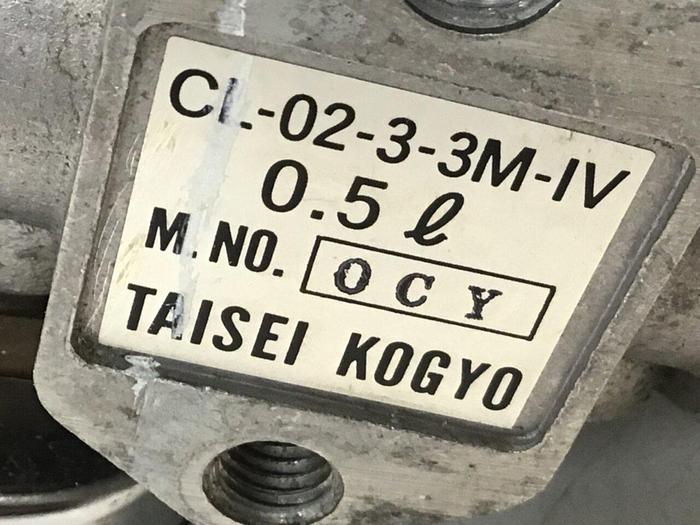 CL-02-3-3M-IV
0.5 ℓ
M. NO. OCY
TAISEI KOGYO